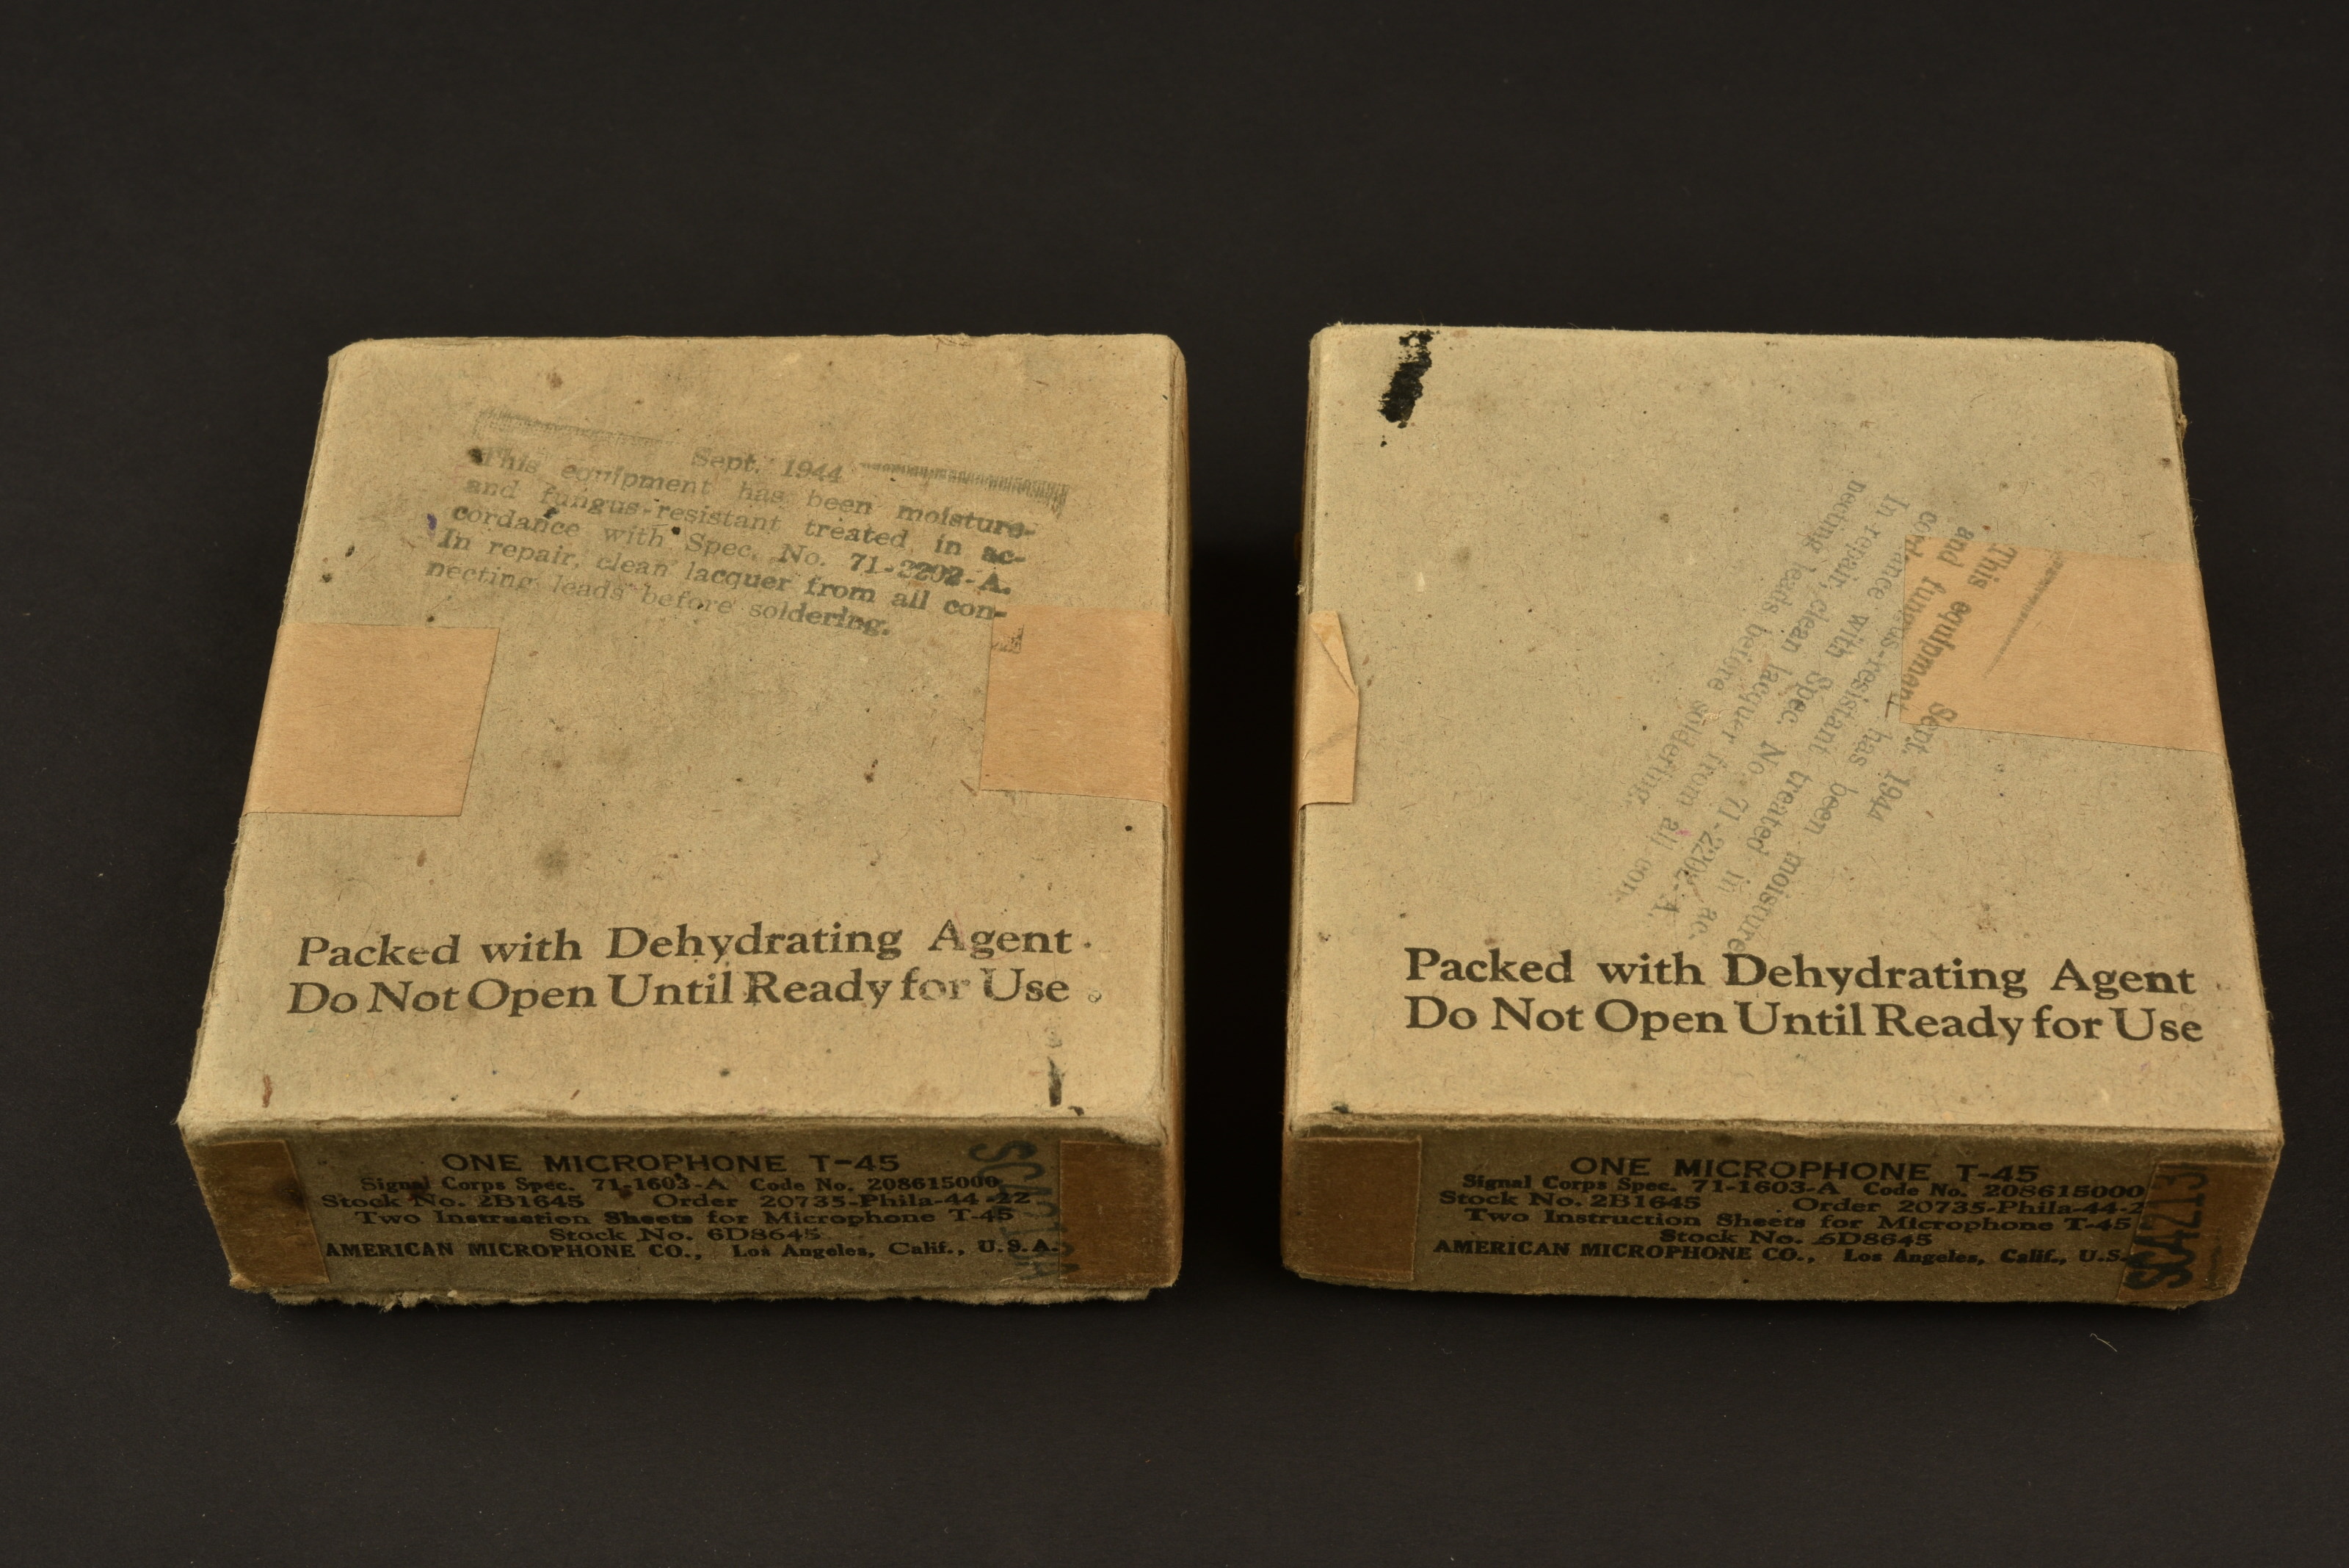 Sept. 1944
This equipment has been moisture-
and fungus-resistant treated in ac-
cordance with Spec. No. 71-2202-A.
In repair, clean lacquer from all con-
necting leads before soldering.
Packed with Dehydrating Agent
Do Not Open Until Ready for Use
ONE MICROPHONE T-45
Signal Corps Spec. 71-1603-A Code No. 208615000
Stock No. 2B1645 Order 20735-Phila-44-22
Two Instruction Sheets for Microphone T-45
Stock No. 6D8645
AMERICAN MICROPHONE CO., Los Angeles, Calif., U.S.A.
Sept. 1944
This equipment has been moisture-
and fungus-resistant treated in ac-
cordance with Spec. No. 71-2202-A.
In repair, clean lacquer from all con-
necting leads before soldering.
Packed with Dehydrating Agent
Do Not Open Until Ready for Use
ONE MICROPHONE T-45
Signal Corps Spec. 71-1603-A Code No. 208615000
Stock No. 2B1645 Order 20735-Phila-44-2
Two Instruction Sheets for Microphone T-45
Stock No. 6D8645
AMERICAN MICROPHONE CO., Los Angeles, Calif., U.S.
SC4213